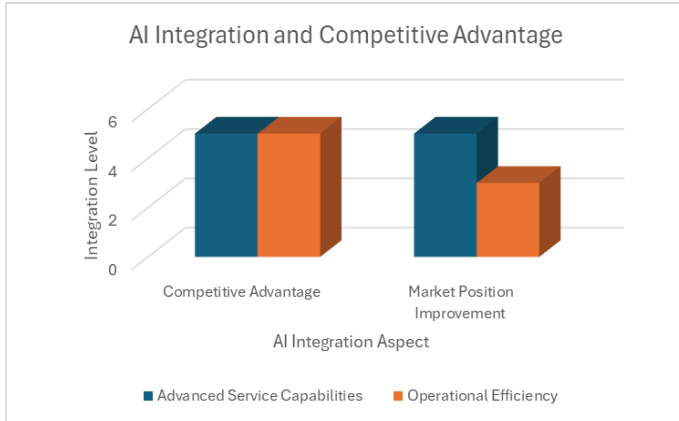 AI Integration and Competitive Advantage
Integration Level
6
4
2
0
Competitive Advantage
Market Position
Improvement
AI Integration Aspect
Advanced Service Capabilities
Operational Efficiency